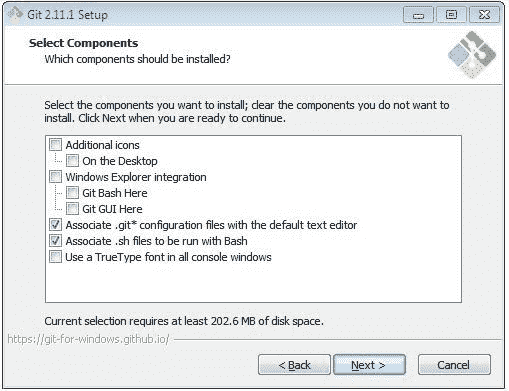 Git 2.11.1 Setup
Select Components
Which components should be installed?
Select the components you want to install; clear the components you do not want to
install. Click Next when you are ready to continue.
Additional icons
On the Desktop
Windows Explorer integration
Git Bash Here
Git GUI Here
Associate .git* configuration files with the default text editor
Associate .sh files to be run with Bash
Use a TrueType font in all console windows
Current selection requires at least 202.6 MB of disk space.
https://git-for-windows.github.io/
< Back
Next >
Cancel